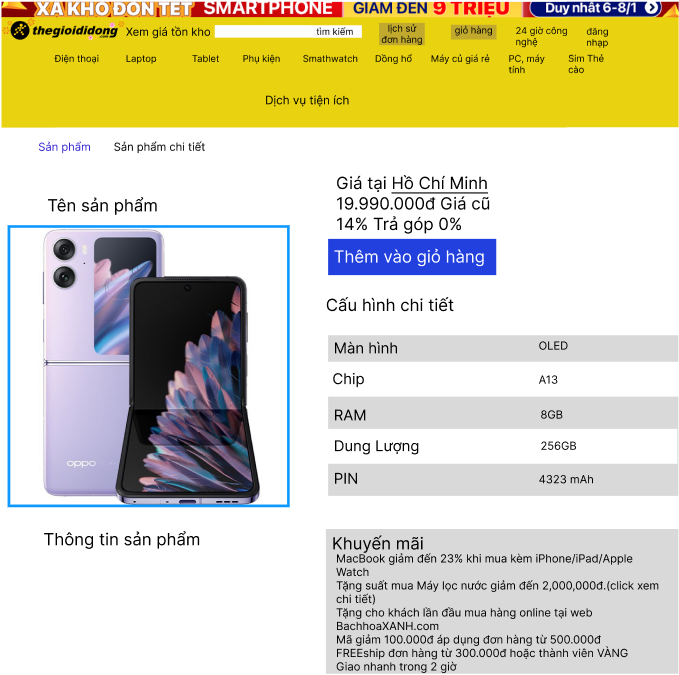 XẢ KHO ĐÓN TẾT SMARTPHONE GIẢM ĐẾN 9 TRIỆU Duy nhất 6-8/1
thegioididong .com Xem giá tồn kho tìm kiếm lịch sử đơn hàng giỏ hàng 24 giờ công nghệ đăng nhạp
Điện thoại Laptop Tablet Phụ kiện Smathwatch Dồng hồ Máy củ giá rẻ PC, máy tính Sim Thẻ cào
Dịch vụ tiện ích
Sản phẩm Sản phẩm chi tiết
Tên sản phẩm
oppo
Thông tin sản phẩm
Giá tại Hồ Chí Minh
19.990.000đ Giá cũ
14% Trả góp 0%
Thêm vào giỏ hàng
Cấu hình chi tiết
Màn hình OLED
Chip A13
RAM 8GB
Dung Lượng 256GB
PIN 4323 mAh
Khuyến mãi
MacBook giảm đến 23% khi mua kèm iPhone/iPad/Apple
Watch
Tặng suất mua Máy lọc nước giảm đến 2,000,000đ.(click xem
chi tiết)
Tặng cho khách lần đầu mua hàng online tại web
BachhoaXANH.com
Mã giảm 100.000đ áp dụng đơn hàng từ 500.000đ
FREEship đơn hàng từ 300.000đ hoặc thành viên VÀNG
Giao nhanh trong 2 giờ